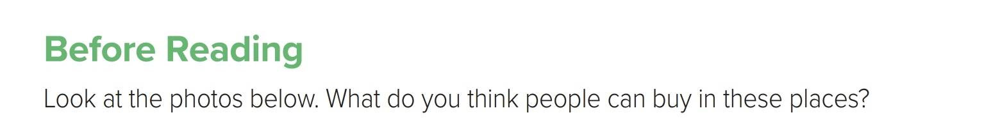 Before Reading
Look at the photos below. What do you think people can buy in these places?